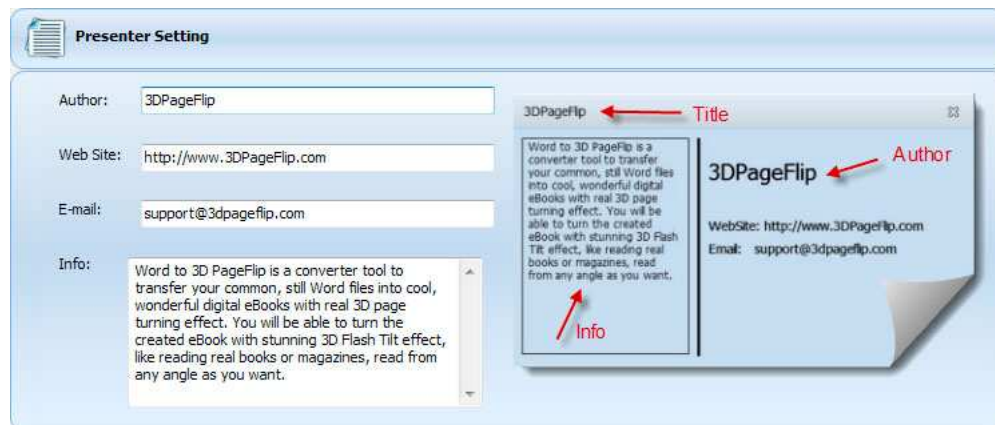 Presenter Setting
Author:
3DPageFlip
Web Site:
http://www.3DPageFlip.com
E-mail:
support@3dpageflip.com
Info:
Word to 3D PageFlip is a converter tool to
transfer your common, still Word files into cool,
wonderful digital eBooks with real 3D page
turning effect. You will be able to turn the
created eBook with stunning 3D Flash Tilt effect,
like reading real books or magazines, read from
any angle as you want.
3DPageFlip
Title
Word to 3D PageFlip is a
converter tool to transfer
your common, still Word files
into cool, wonderful digital
eBooks with real 3D page
turning effect. You will be
able to turn the created
eBook with stunning 3D Flash
Tilt effect, like reading real
books or magazines, read
from any angle as you want.
Info
3DPageFlip
Author
WebSite: http://www.3DPageFlip.com
Email: support@3dpageflip.com